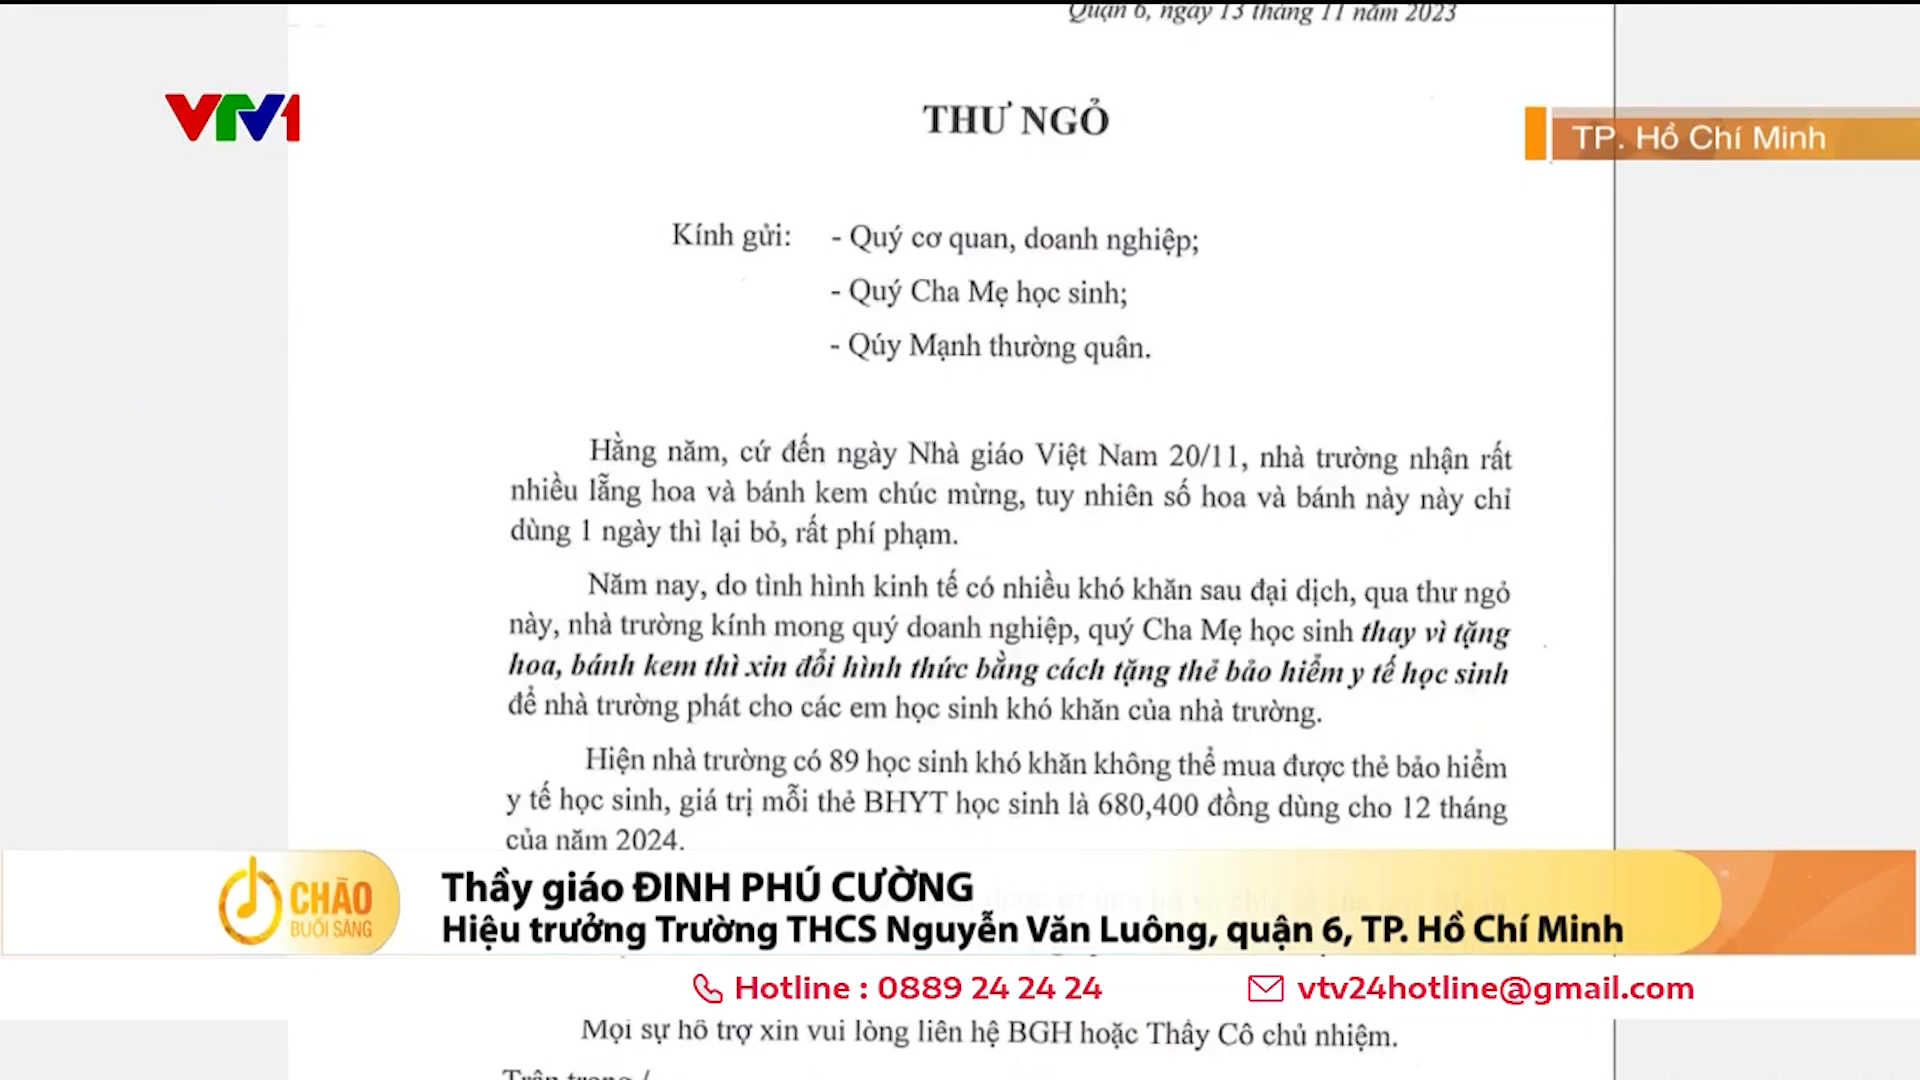 Quận 6, ngày 13 tháng 11 năm 2023
VTV1
TP. Hồ Chí Minh
THƯ NGỎ
Kính gửi: - Quý cơ quan, doanh nghiệp;
- Quý Cha Mẹ học sinh;
- Qúy Mạnh thường quân.
Hằng năm, cứ đến ngày Nhà giáo Việt Nam 20/11, nhà trường nhận rất
nhiều lẵng hoa và bánh kem chúc mừng, tuy nhiên số hoa và bánh này này chỉ
dùng 1 ngày thì lại bỏ, rất phí phạm.
Năm nay, do tình hình kinh tế có nhiều khó khăn sau đại dịch, qua thư ngỏ
này, nhà trường kính mong quý doanh nghiệp, quý Cha Mẹ học sinh thay vì tặng
hoa, bánh kem thì xin đổi hình thức bằng cách tặng thẻ bảo hiểm y tế học sinh
để nhà trường phát cho các em học sinh khó khăn của nhà trường.
Hiện nhà trường có 89 học sinh khó khăn không thể mua được thẻ bảo hiểm
y tế học sinh, giá trị mỗi thẻ BHYT học sinh là 680,400 đồng dùng cho 12 tháng
của năm 2024.
CHÀO
BUỔI SÁNG
Thầy giáo ĐINH PHÚ CƯỜNG
Hiệu trưởng Trường THCS Nguyễn Văn Luông, quận 6, TP. Hồ Chí Minh
Hotline : 0889 24 24 24
vtv24hotline@gmail.com
Mọi sự hỗ trợ xin vui lòng liên hệ BGH hoặc Thầy Cô chủ nhiệm.
Trân trọng./.